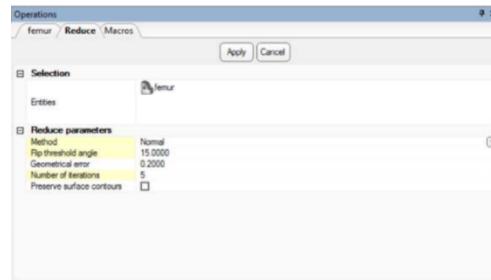 Operations
femur Reduce Macros
Apply Cancel
Selection
Entities femur
Reduce parameters
Method Normal
Flip threshold angle 15.0000
Geometrical error 0.2000
Number of iterations 5
Preserve surface contours